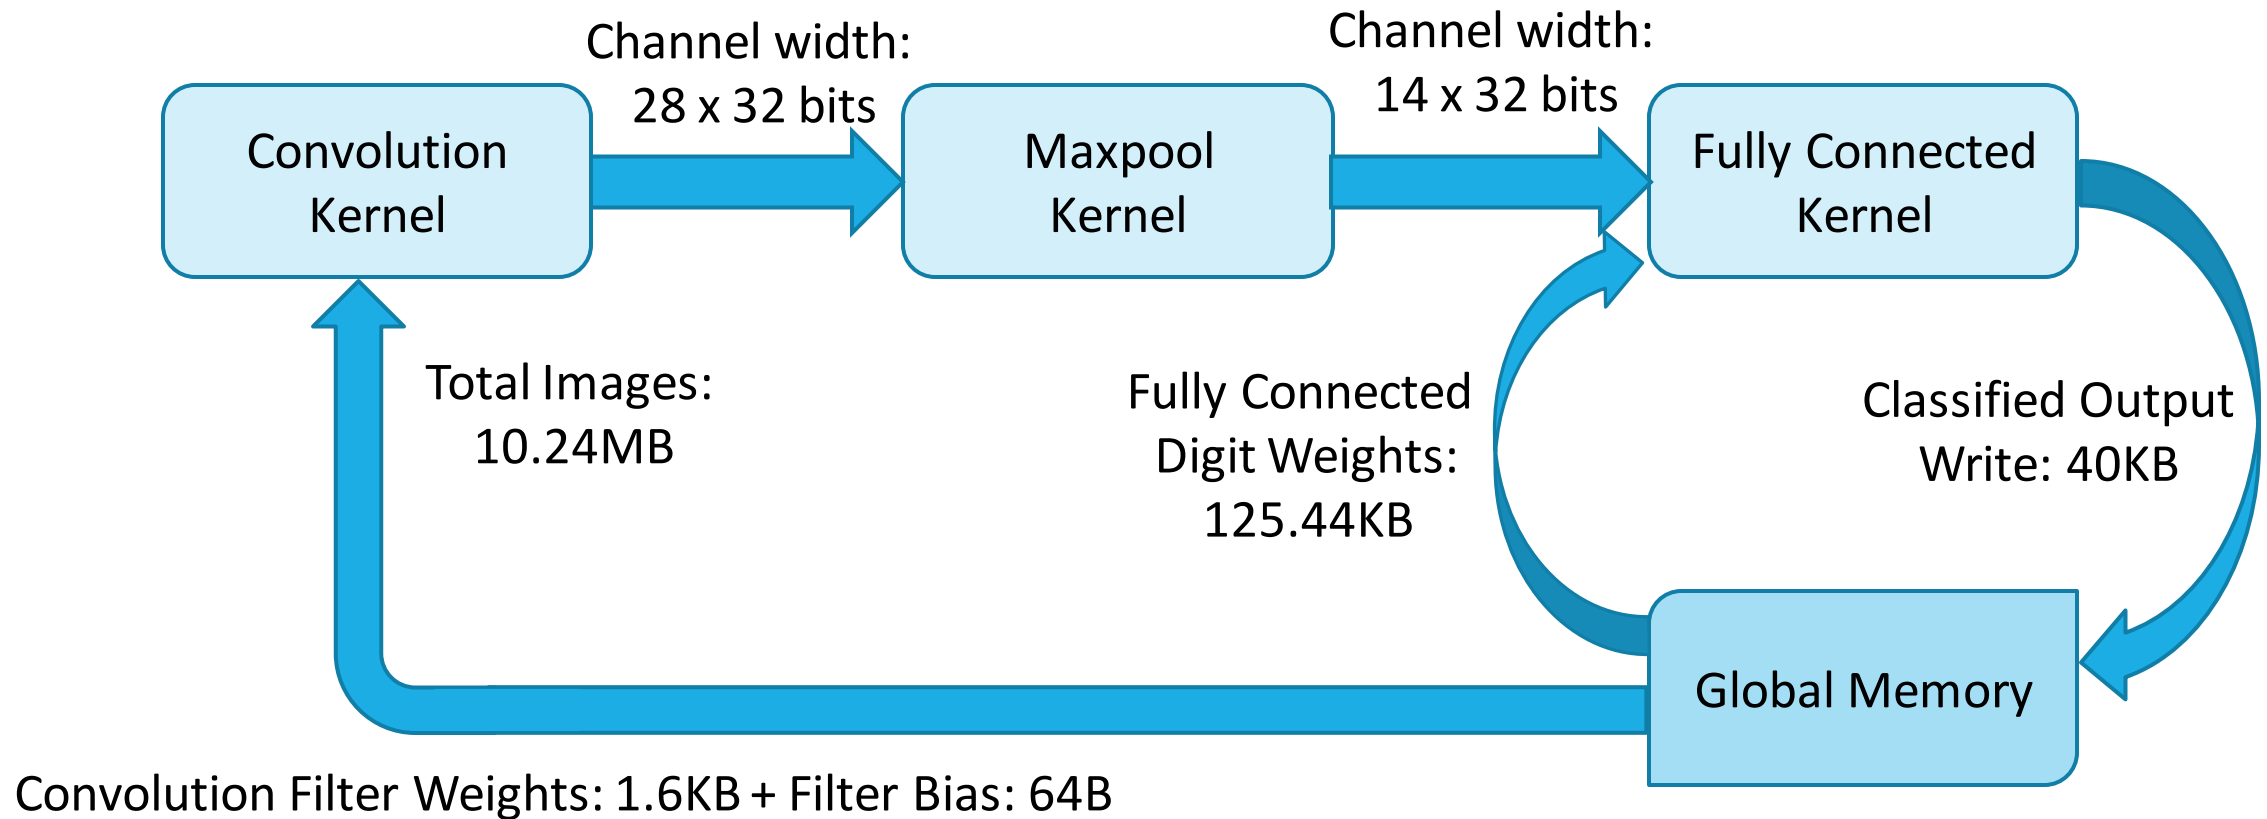 Channel width:
28 x 32 bits
Channel width:
14 x 32 bits
Convolution
Kernel
Maxpool
Kernel
Fully Connected
Kernel
Total Images:
10.24MB
Fully Connected
Digit Weights:
125.44KB
Classified Output
Write: 40KB
Global Memory
Convolution Filter Weights: 1.6KB + Filter Bias: 64B